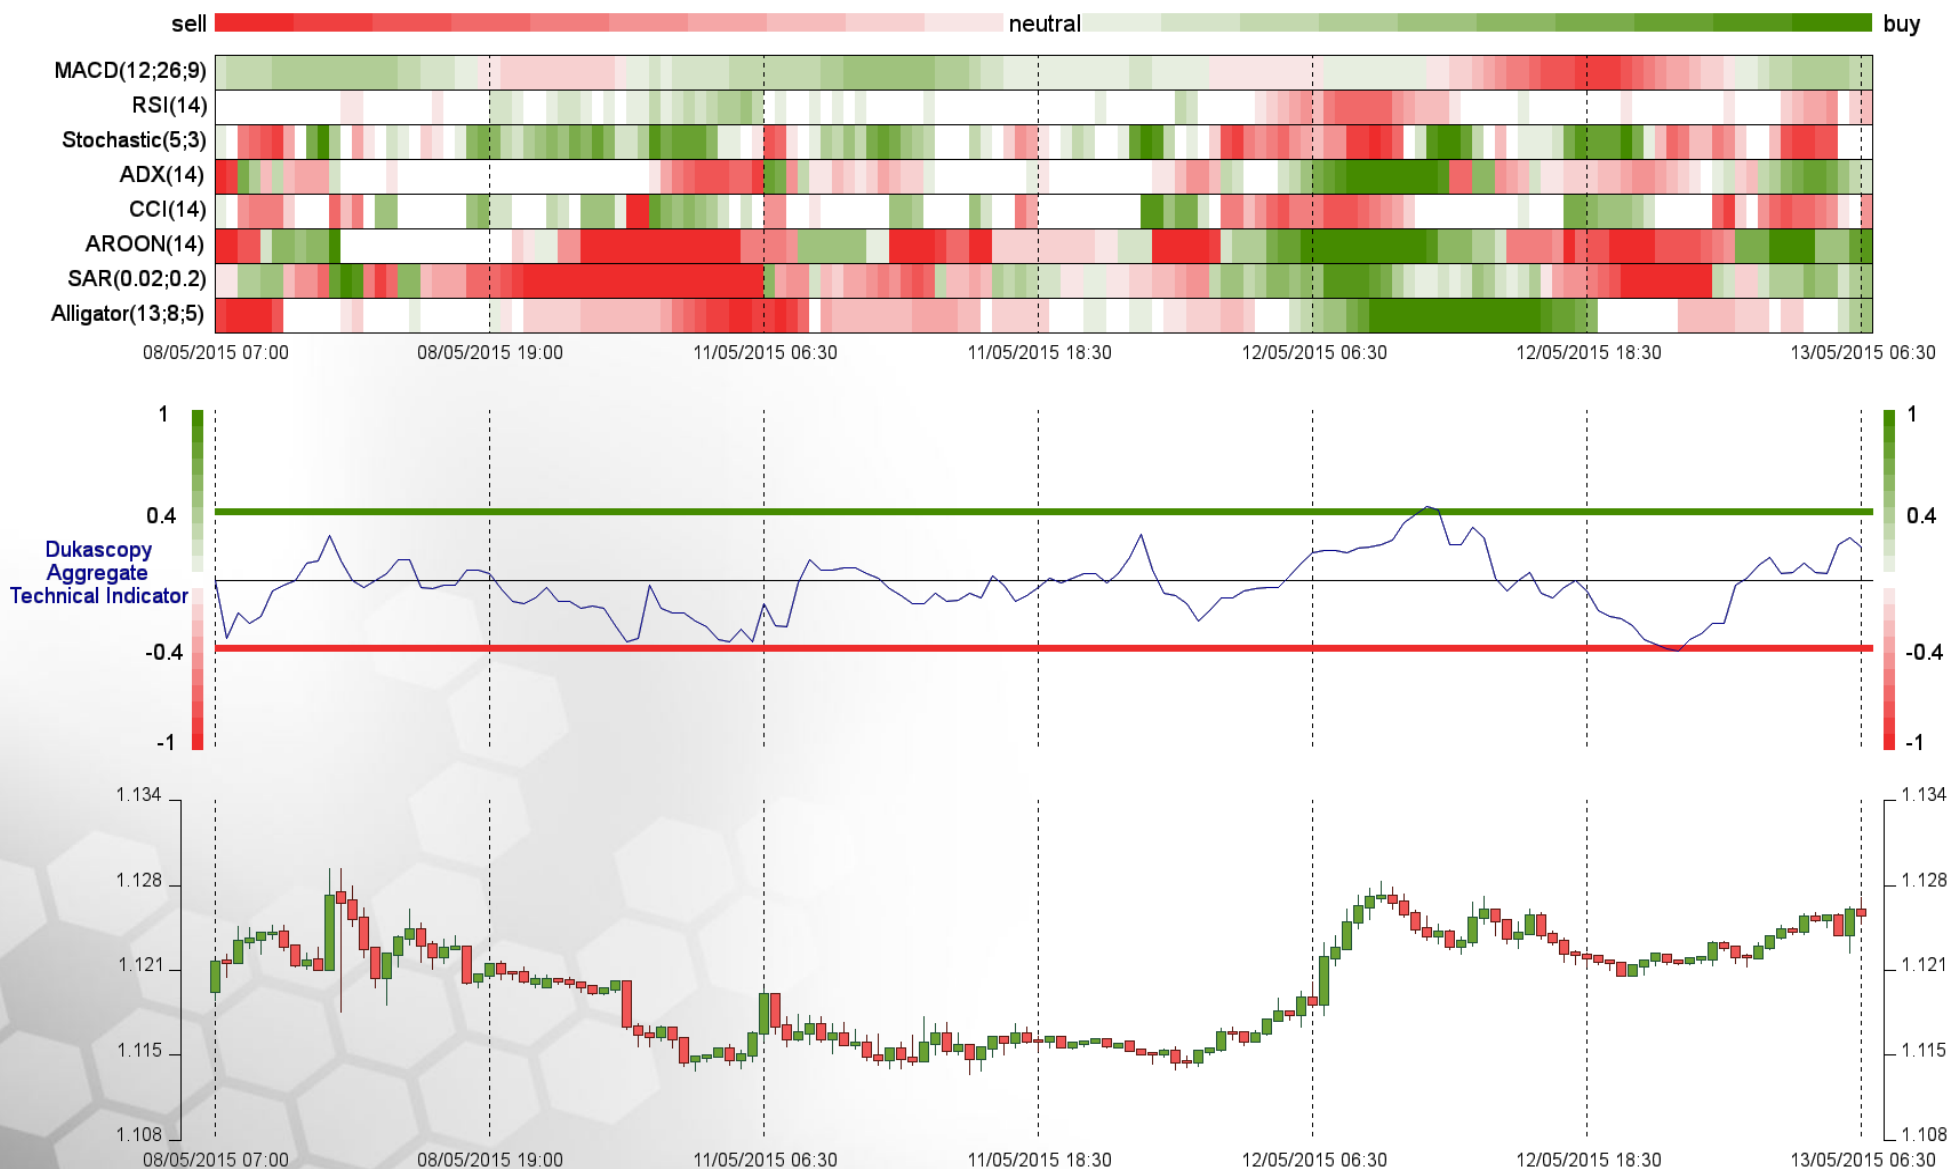 sell neutral buy
MACD(12;26;9)
RSI(14)
Stochastic(5;3)
ADX(14)
CCI(14)
AROON(14)
SAR(0.02;0.2)
Alligator(13;8;5)
08/05/2015 07:00 08/05/2015 19:00 11/05/2015 06:30 11/05/2015 18:30 12/05/2015 06:30 12/05/2015 18:30 13/05/2015 06:30
1 1
0.4 0.4
Dukascopy
Aggregate
Technical Indicator
-0.4 -0.4
-1 -1
1.134 1.134
1.128 1.128
1.121 1.121
1.115 1.115
1.108 1.108
08/05/2015 07:00 08/05/2015 19:00 11/05/2015 06:30 11/05/2015 18:30 12/05/2015 06:30 12/05/2015 18:30 13/05/2015 06:30